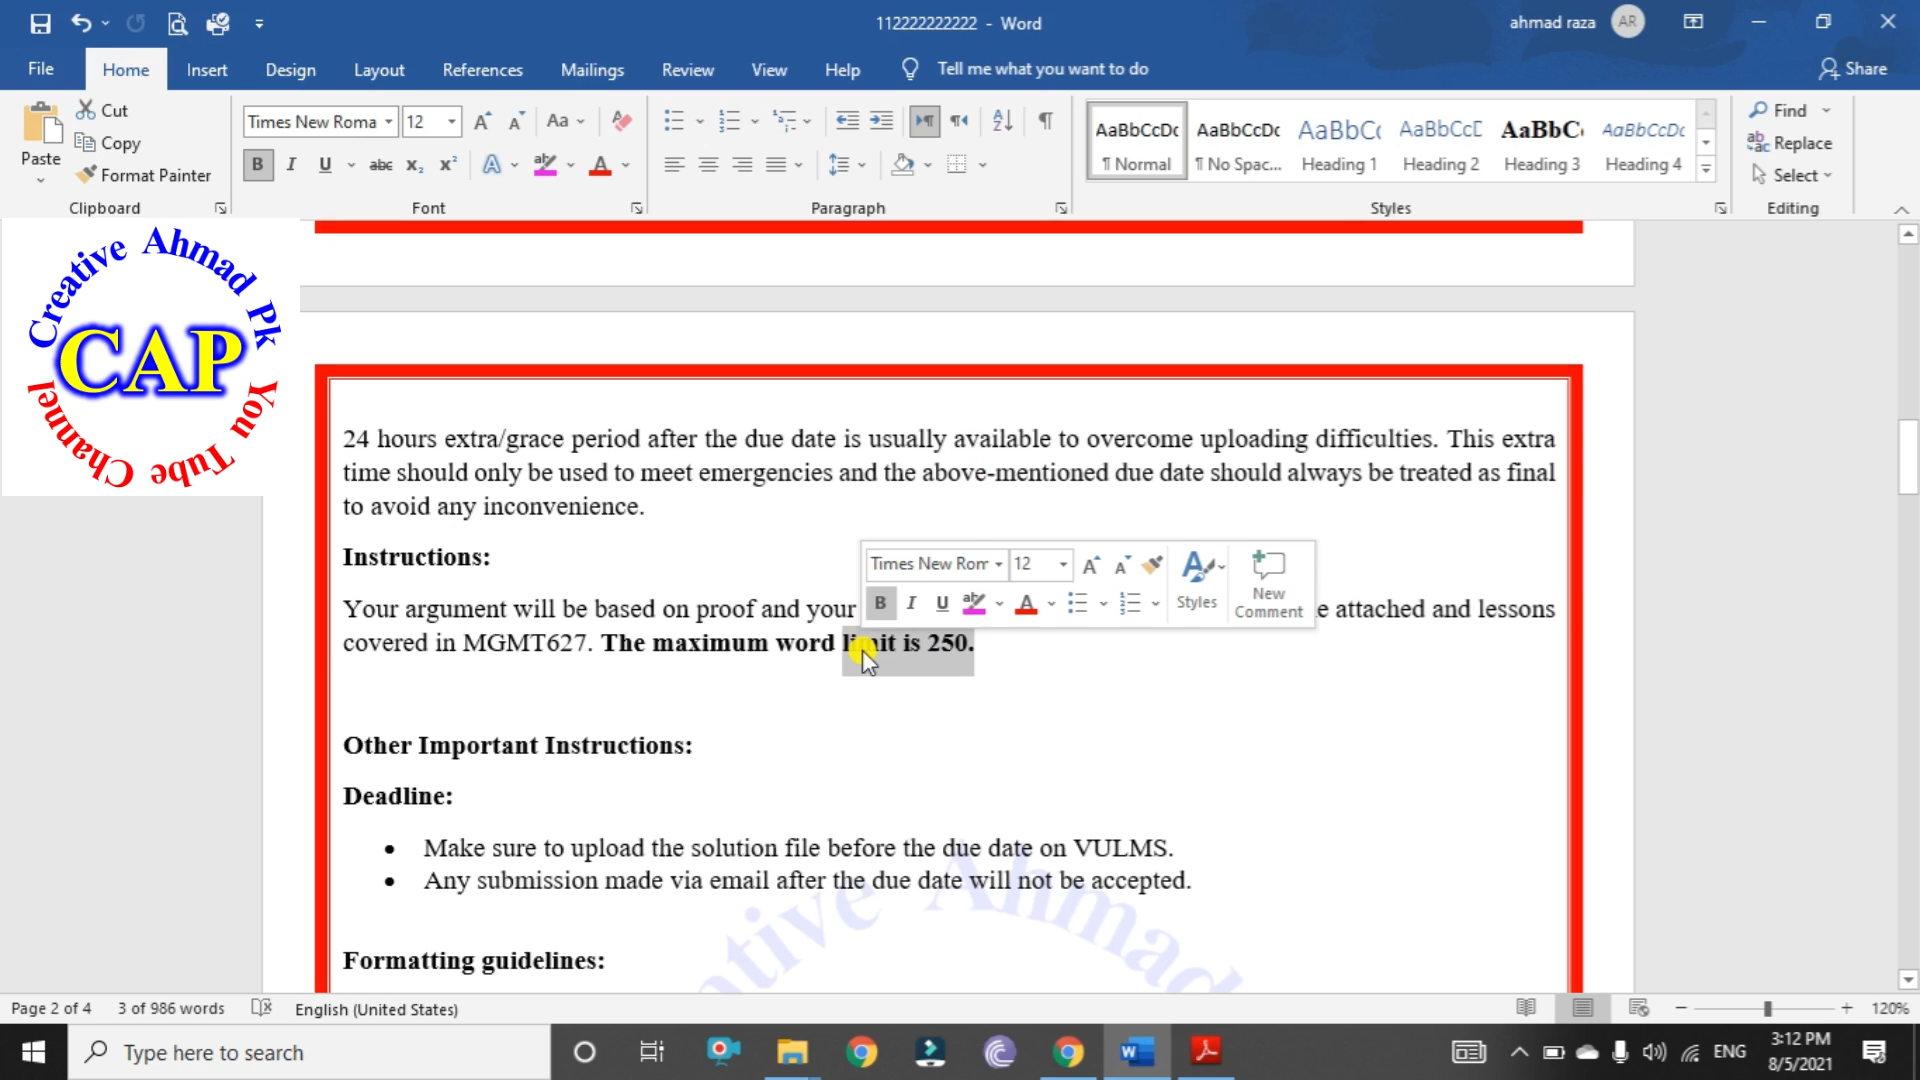 112222222222 - Word
ahmad raza
AR
File
Home
Insert
Design
Layout
References
Mailings
Review
View
Help
Tell me what you want to do
Share
Paste
Cut
Copy
Format Painter
Clipboard
Times New Roma
12
Aa
B I U abc x₂ x²
Font
Paragraph
AaBbCcDc
¶ Normal
AaBbCcDc
¶ No Spac...
AaBbC(
Heading 1
AaBbCcE
Heading 2
AaBbC(
Heading 3
AaBbCcDc
Heading 4
Styles
Find
Replace
Select
Editing
Creative Ahmad Pk
CAP
You Tube Channel
24 hours extra/grace period after the due date is usually available to overcome uploading difficulties. This extra
time should only be used to meet emergencies and the above-mentioned due date should always be treated as final
to avoid any inconvenience.
Instructions:
Times New Rom
12
B I U
Styles
New
Comment
Your argument will be based on proof and your
attached and lessons
covered in MGMT627. The maximum word limit is 250.
Other Important Instructions:
Deadline:
• Make sure to upload the solution file before the due date on VULMS.
• Any submission made via email after the due date will not be accepted.
Formatting guidelines:
Page 2 of 4
3 of 986 words
English (United States)
120%
Type here to search
ENG
3:12 PM
8/5/2021